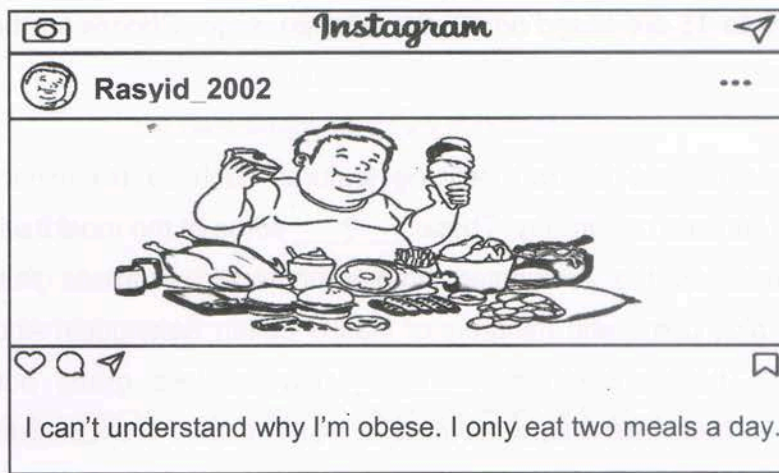 Instagram
Rasyid_2002
I can't understand why I'm obese. I only eat two meals a day.